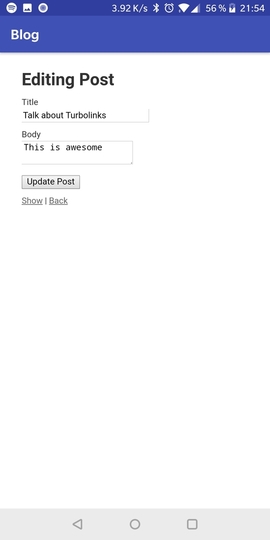 3.92 K/s 56 % 21:54
Blog
Editing Post
Title
Talk about Turbolinks
Body
This is awesome
Update Post
Show | Back